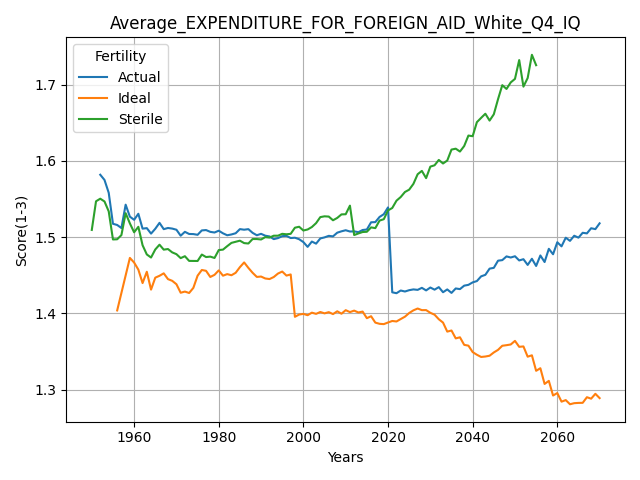 Average_EXPENDITURE_FOR_FOREIGN_AID_White_Q4_IQ
Fertility
Actual
Ideal
Sterile
Score(1-3)
1.7
1.6
1.5
1.4
1.3
1960 1980 2000 2020 2040 2060
Years